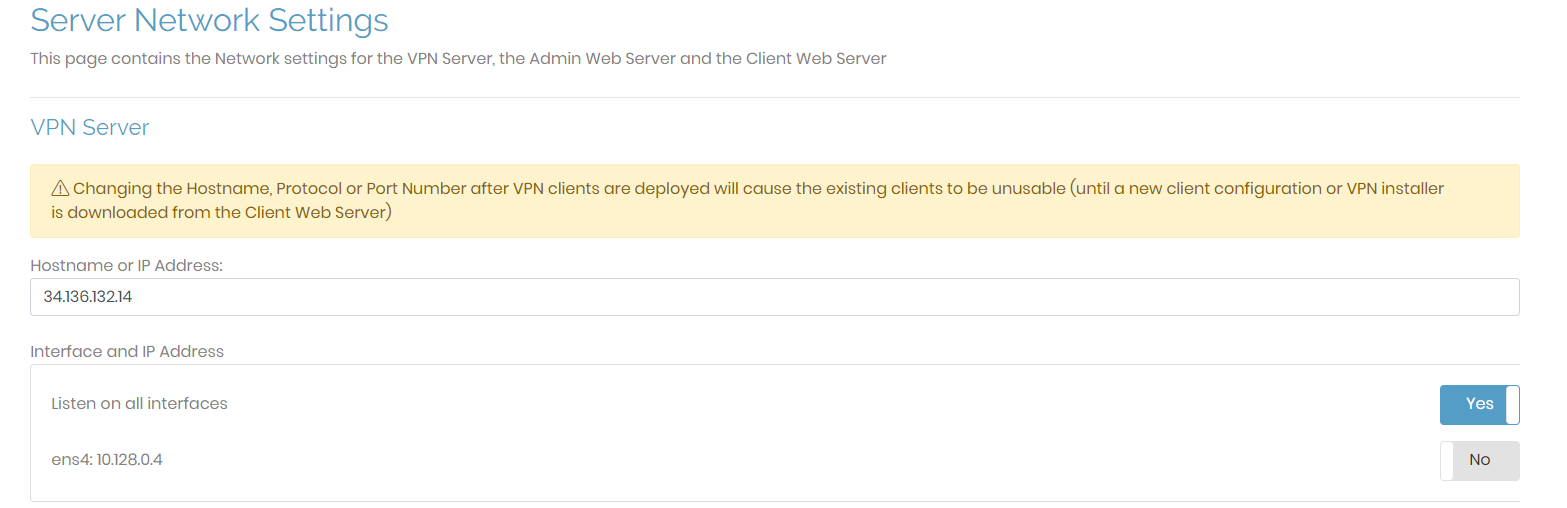 Server Network Settings
This page contains the Network settings for the VPN Server, the Admin Web Server and the Client Web Server
VPN Server
⚠ Changing the Hostname, Protocol or Port Number after VPN clients are deployed will cause the existing clients to be unusable (until a new client configuration or VPN installer
is downloaded from the Client Web Server)
Hostname or IP Address:
34.136.132.14
Interface and IP Address
Listen on all interfaces
Yes
ens4: 10.128.0.4
No